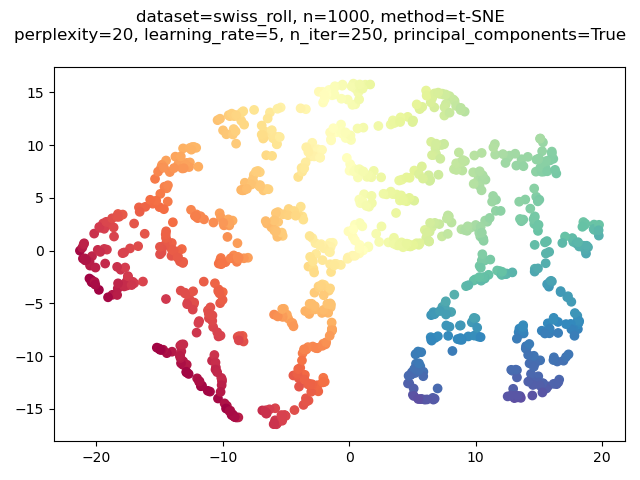 dataset=swiss_roll, n=1000, method=t-SNE
perplexity=20, learning_rate=5, n_iter=250, principal_components=True
15
10
5
0
−5
−10
−15
−20 −10 0 10 20